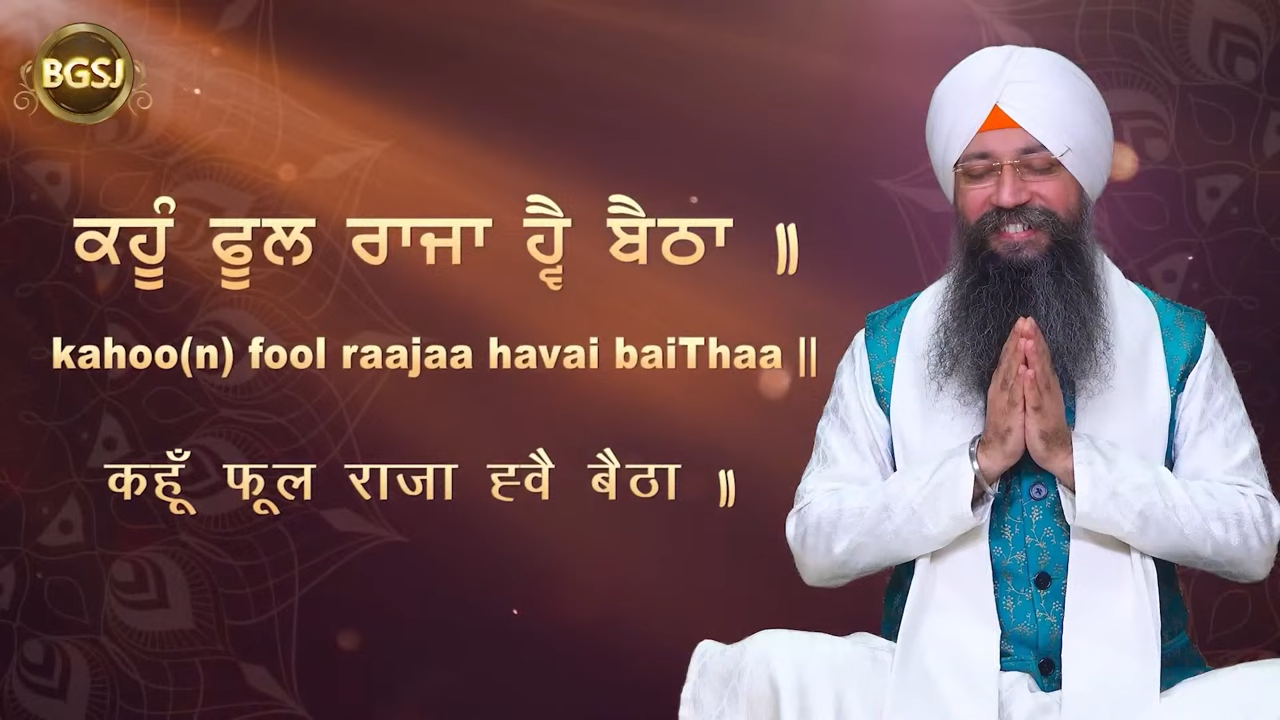 BGSJ
ਕਹੂੰ ਫੂਲ ਰਾਜਾ ਹ੍ਵੈ ਬੈਠਾ ॥
kahoo(n) fool raajaa havai baiThaa ||
कहूँ फूल राजा ह्वै बैठा ॥